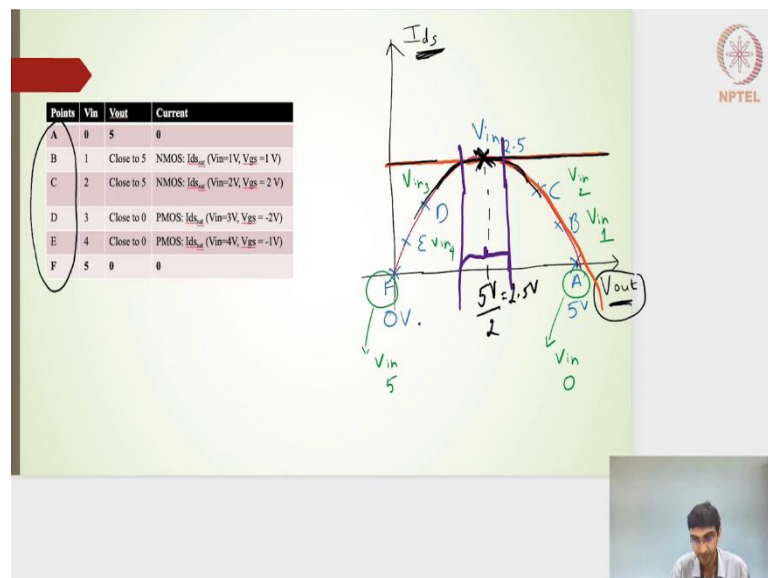 NPTEL
Points Vin Vout Current
A 0 5 0
B 1 Close to 5 NMOS: Idssat (Vin=1V, Vgs =1 V)
C 2 Close to 5 NMOS: Idssat (Vin=2V, Vgs = 2 V)
D 3 Close to 0 PMOS: Idssat (Vin=3V, Vgs = -2V)
E 4 Close to 0 PMOS: Idssat (Vin=4V, Vgs = -1V)
F 5 0 0
Ids
Vin 2.5
Vin3
C
Vin 2
D
B
Vin 1
E
Vin4
F
A
Vout
0V.
5V/2 = 2.5V
5V
Vin
5
Vin
0